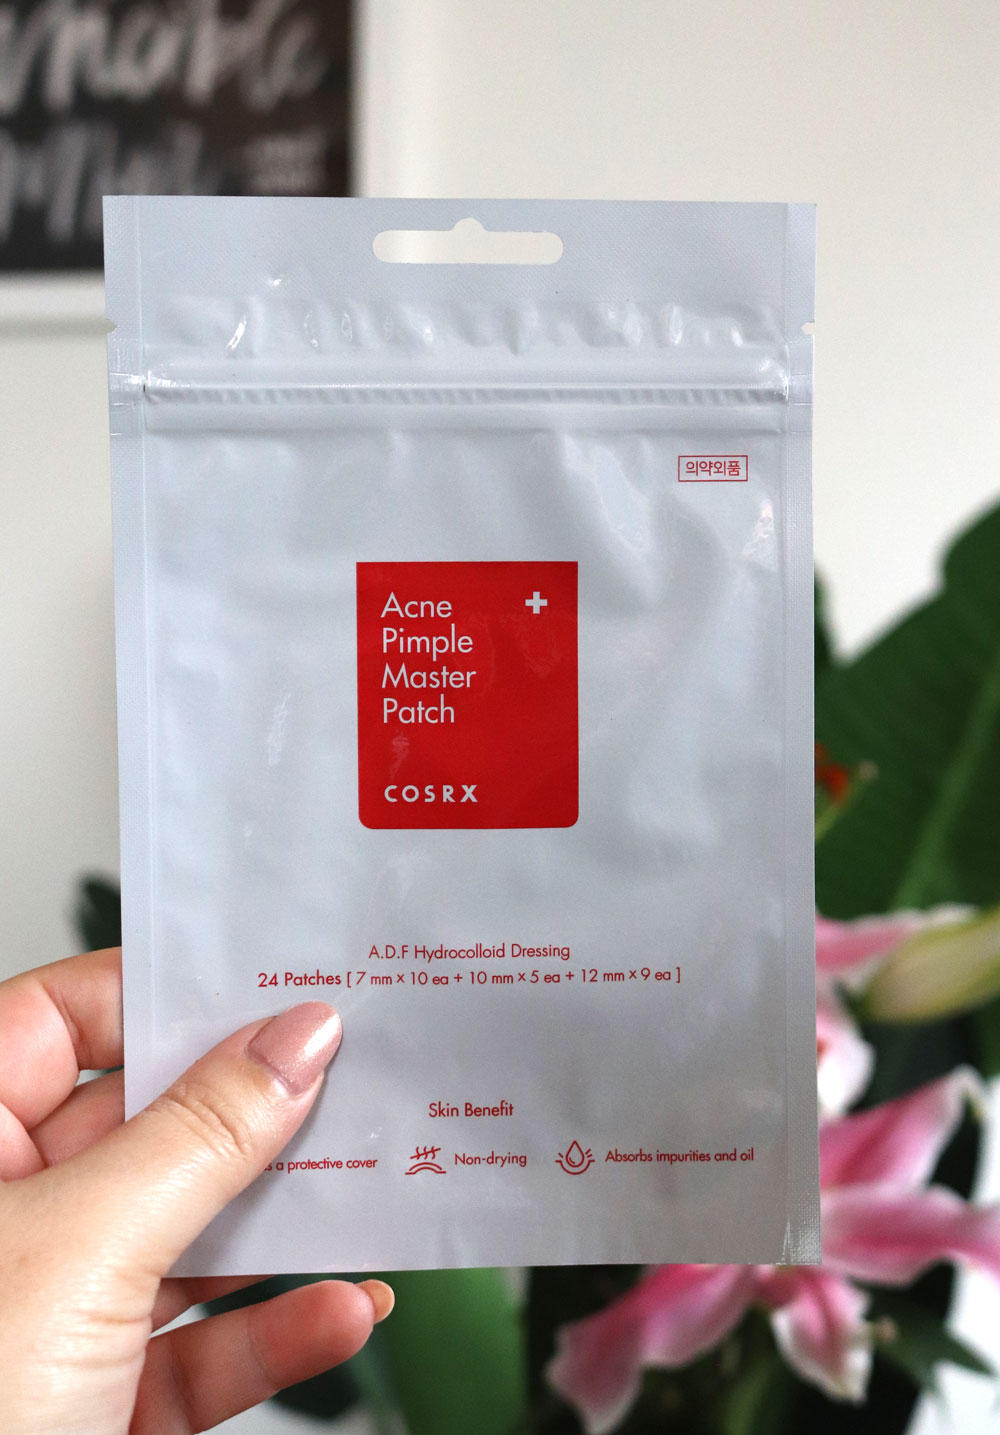 의약외품
Acne
Pimple
Master
Patch
COSRX
A.D.F Hydrocolloid Dressing
24 Patches [ 7 mm × 10 ea + 10 mm × 5 ea + 12 mm × 9 ea ]
Skin Benefit
a protective cover
Non-drying
Absorbs impurities and oil